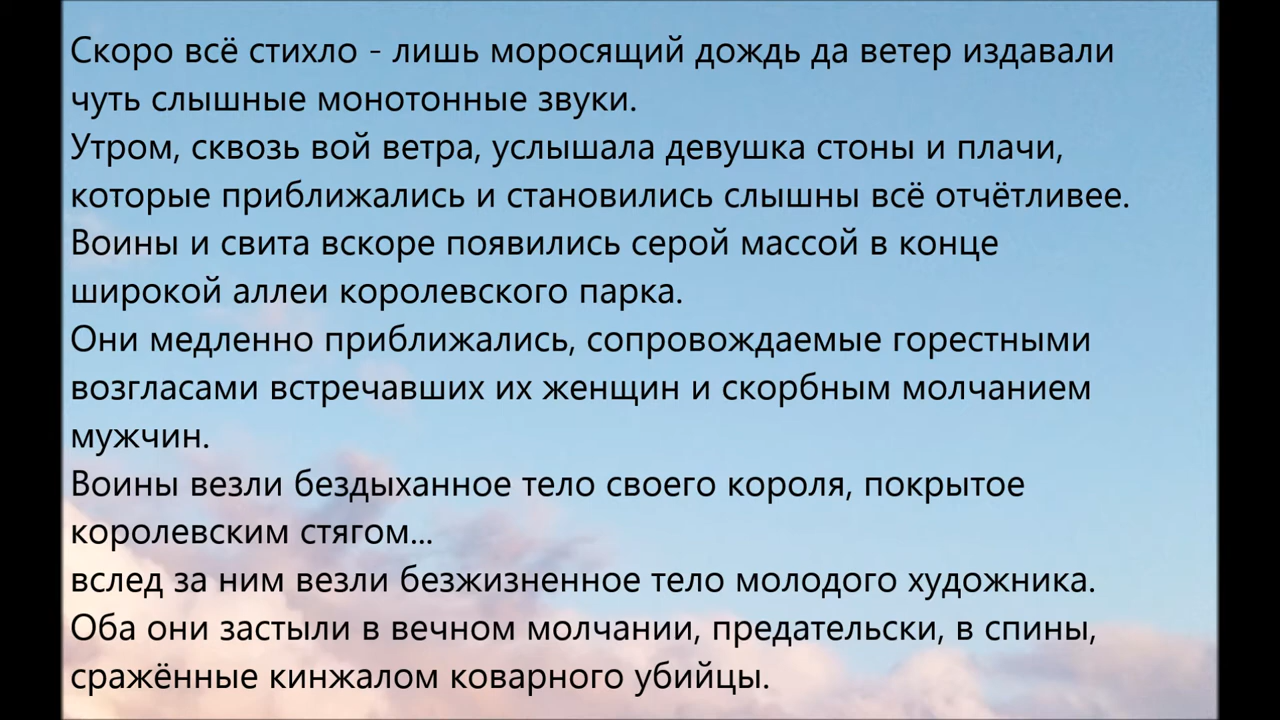 Скоро всё стихло - лишь моросящий дождь да ветер издавали
чуть слышные монотонные звуки.
Утром, сквозь вой ветра, услышала девушка стоны и плачи,
которые приближались и становились слышны всё отчётливее.
Воины и свита вскоре появились серой массой в конце
широкой аллеи королевского парка.
Они медленно приближались, сопровождаемые горестными
возгласами встречавших их женщин и скорбным молчанием
мужчин.
Воины везли бездыханное тело своего короля, покрытое
королевским стягом...
вслед за ним везли безжизненное тело молодого художника.
Оба они застыли в вечном молчании, предательски, в спины,
сражённые кинжалом коварного убийцы.